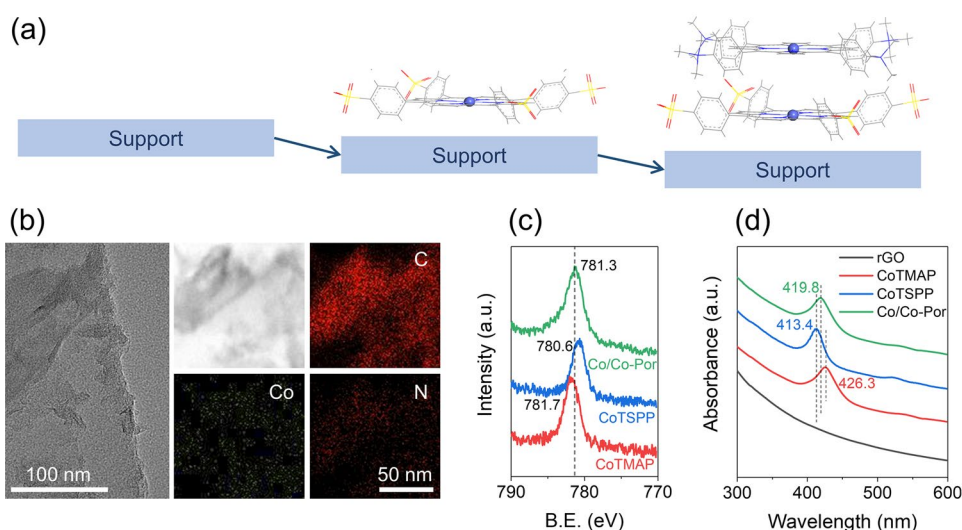 (a)
Support
Support
Support
(b)
C
Co
N
100 nm
50 nm
(c)
781.3
780.6
781.7
Co/Co-Por
CoTSPP
CoTMAP
Intensity (a.u.)
790 780 770
B.E. (eV)
(d)
rGO
CoTMAP
CoTSPP
Co/Co-Por
419.8
413.4
426.3
Absorbance (a.u.)
300 400 500 600
Wavelength (nm)